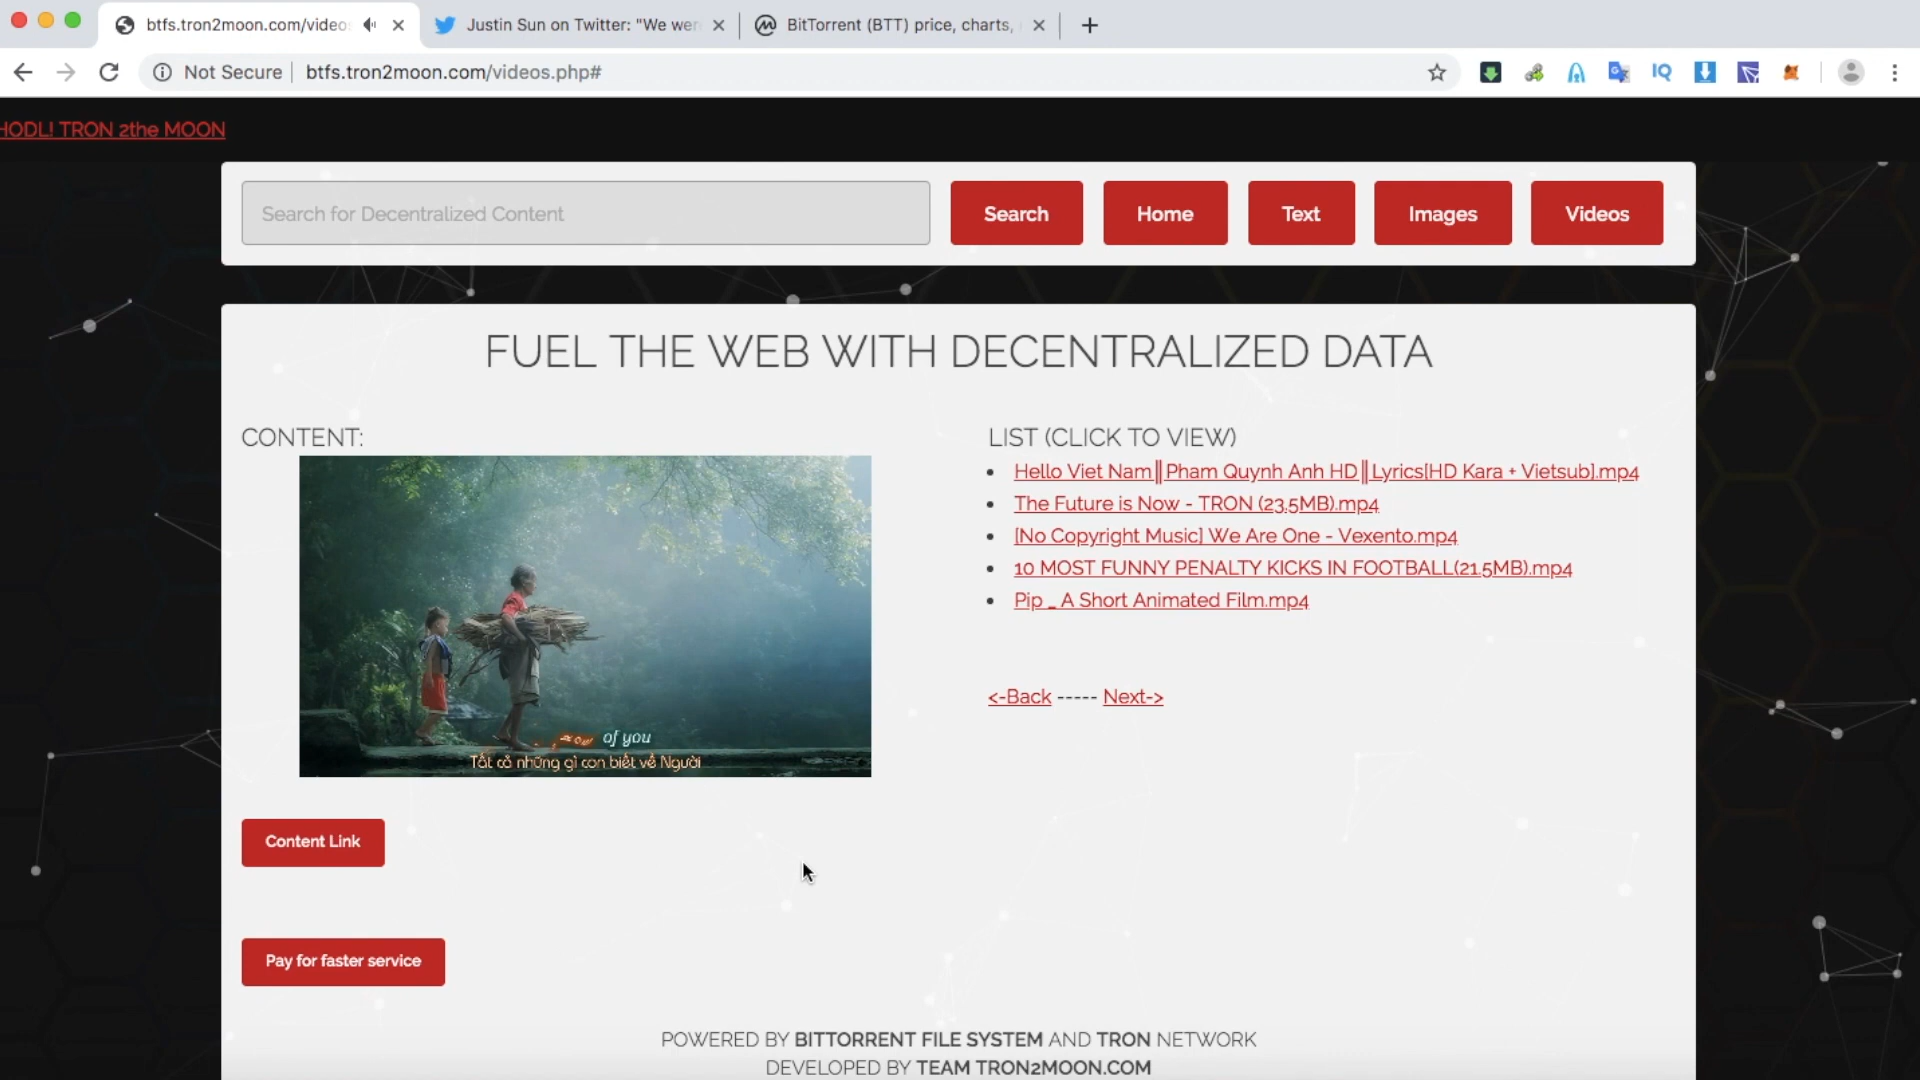 btfs.tron2moon.com/video
Justin Sun on Twitter: "We wer
BitTorrent (BTT) price, charts,
Not Secure
btfs.tron2moon.com/videos.php#
IQ
HODL! TRON 2the MOON
Search for Decentralized Content
Search
Home
Text
Images
Videos
FUEL THE WEB WITH DECENTRALIZED DATA
CONTENT:
of you
Tất cả những gì con biết về Người
Content Link
Pay for faster service
LIST (CLICK TO VIEW)
Hello Viet Nam║Pham Quynh Anh HD║Lyrics[HD Kara + Vietsub].mp4
The Future is Now - TRON (23.5MB).mp4
[No Copyright Music] We Are One - Vexento.mp4
10 MOST FUNNY PENALTY KICKS IN FOOTBALL(21.5MB).mp4
Pip _ A Short Animated Film.mp4
<-Back ----- Next->
POWERED BY BITTORRENT FILE SYSTEM AND TRON NETWORK
DEVELOPED BY TEAM TRON2MOON.COM